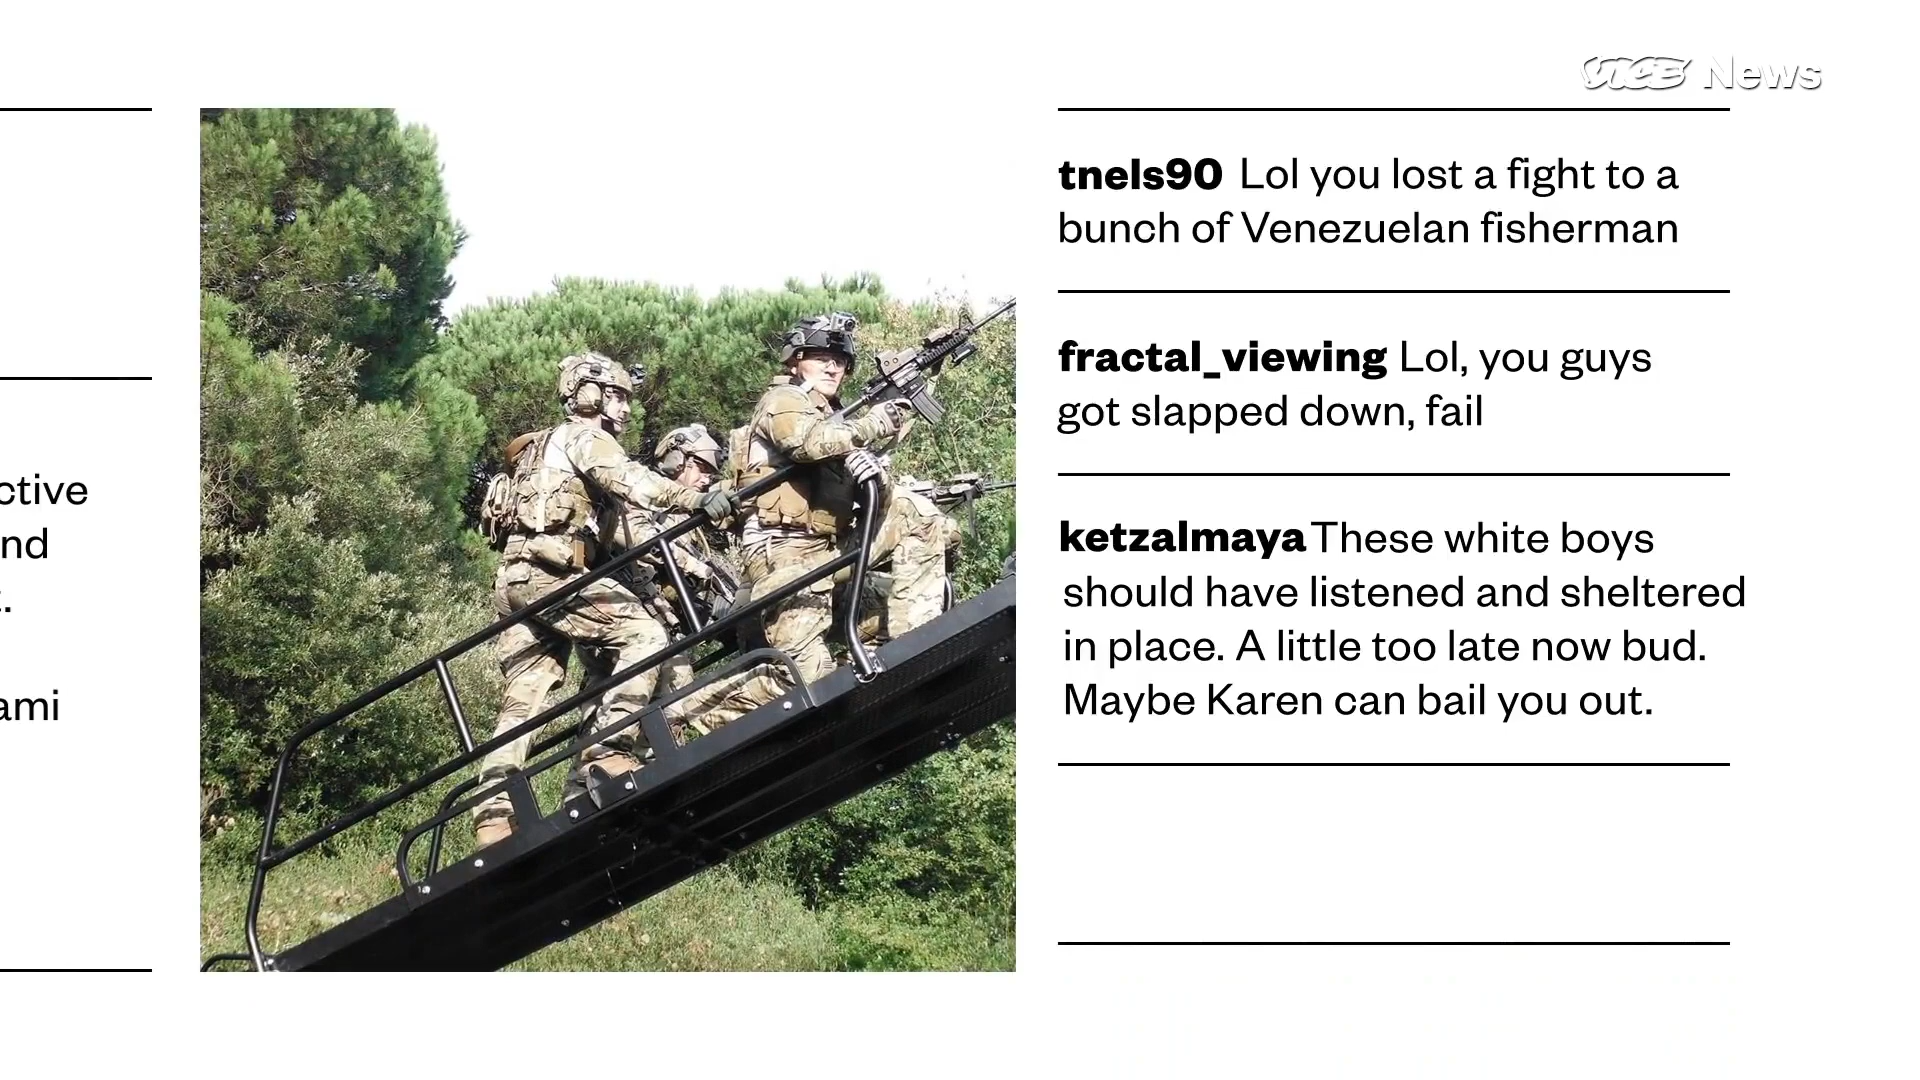 VICE News
ctive
nd
ami
tnels90 Lol you lost a fight to a
bunch of Venezuelan fisherman
fractal_viewing Lol, you guys
got slapped down, fail
ketzalmaya These white boys
should have listened and sheltered
in place. A little too late now bud.
Maybe Karen can bail you out.